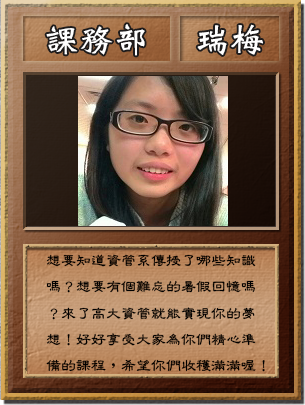 課務部 瑞梅
想要知道資管系傳授了哪些知識
嗎？想要有個難忘的暑假回憶嗎
？來了高大資管就能實現你的夢
想！好好享受大家為你們精心準
備的課程，希望你們收穫滿滿喔！